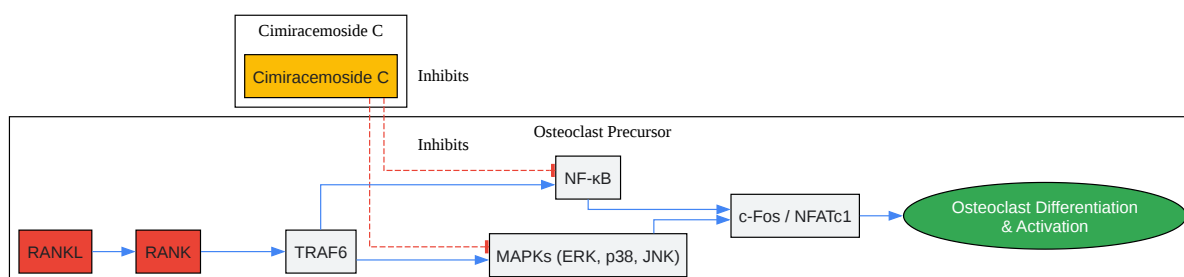 Cimiracemoside C
Cimiracemoside C
Inhibits
Osteoclast Precursor
Inhibits
NF-κB
c-Fos / NFATc1
Osteoclast Differentiation
& Activation
RANKL
RANK
TRAF6
MAPKs (ERK, p38, JNK)